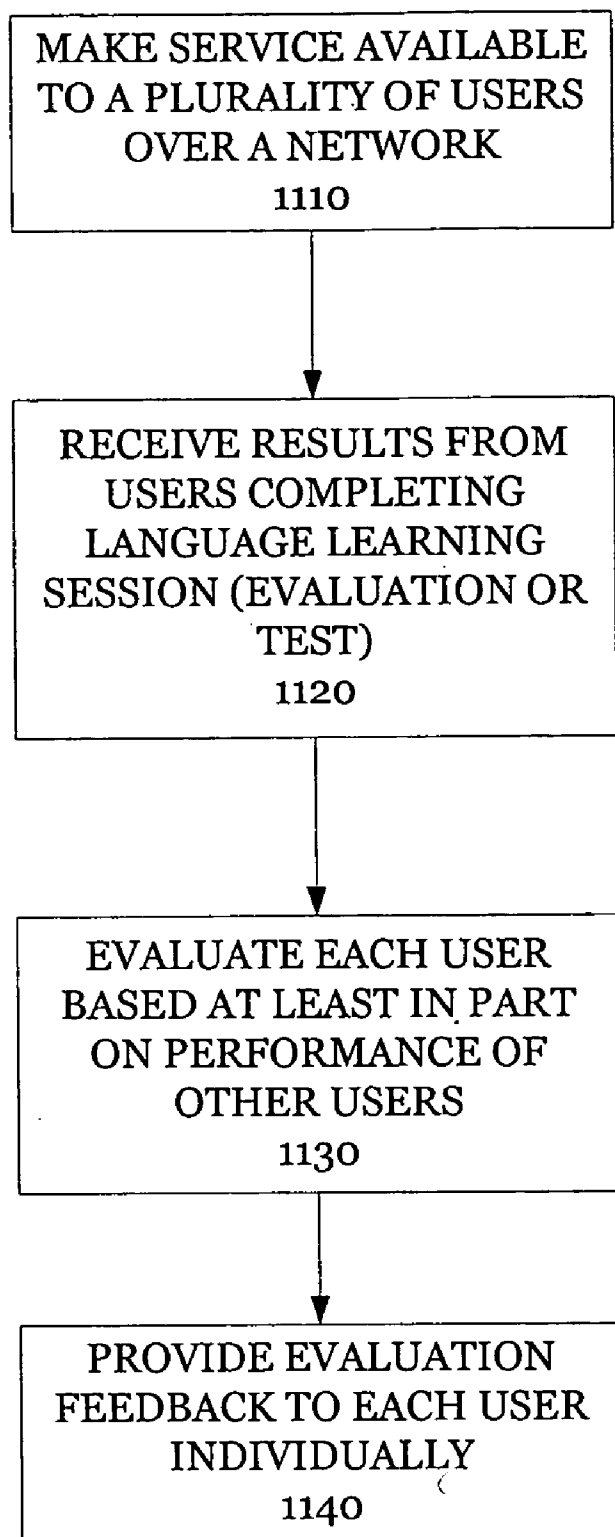 MAKE SERVICE AVAILABLE
TO A PLURALITY OF USERS
OVER A NETWORK
1110
RECEIVE RESULTS FROM
USERS COMPLETING
LANGUAGE LEARNING
SESSION (EVALUATION OR
TEST)
1120
EVALUATE EACH USER
BASED AT LEAST IN PART
ON PERFORMANCE OF
OTHER USERS
1130
PROVIDE EVALUATION
FEEDBACK TO EACH USER
INDIVIDUALLY
1140